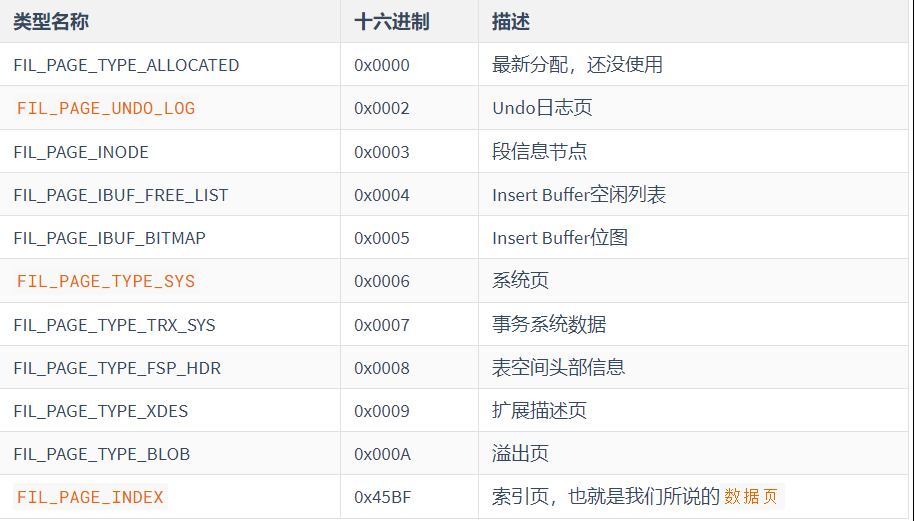 类型名称 十六进制 描述
FIL_PAGE_TYPE_ALLOCATED 0x0000 最新分配，还没使用
FIL_PAGE_UNDO_LOG 0x0002 Undo日志页
FIL_PAGE_INODE 0x0003 段信息节点
FIL_PAGE_IBUF_FREE_LIST 0x0004 Insert Buffer空闲列表
FIL_PAGE_IBUF_BITMAP 0x0005 Insert Buffer位图
FIL_PAGE_TYPE_SYS 0x0006 系统页
FIL_PAGE_TYPE_TRX_SYS 0x0007 事务系统数据
FIL_PAGE_TYPE_FSP_HDR 0x0008 表空间头部信息
FIL_PAGE_TYPE_XDES 0x0009 扩展描述页
FIL_PAGE_TYPE_BLOB 0x000A 溢出页
FIL_PAGE_INDEX 0x45BF 索引页，也就是我们所说的数据页